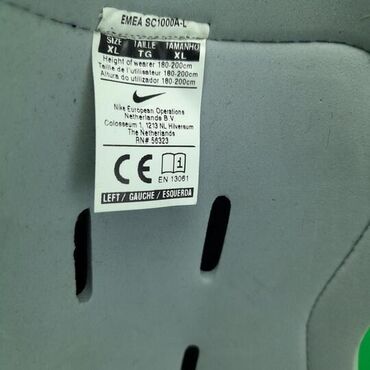 EMEA SC1000A-L
SIZE TAILLE TAMANHO
XL TG XL
Height of wearer 180-200cm
Taille de l'utilisateur 180-200cm
Altura do utilizador 180-200cm
Nike European Operations
Netherlands B.V.
Colosseum 1, 1213 NL Hilversum
The Netherlands
RN# 56323
CE i
EN 13061
LEFT / GAUCHE / ESQUERDA